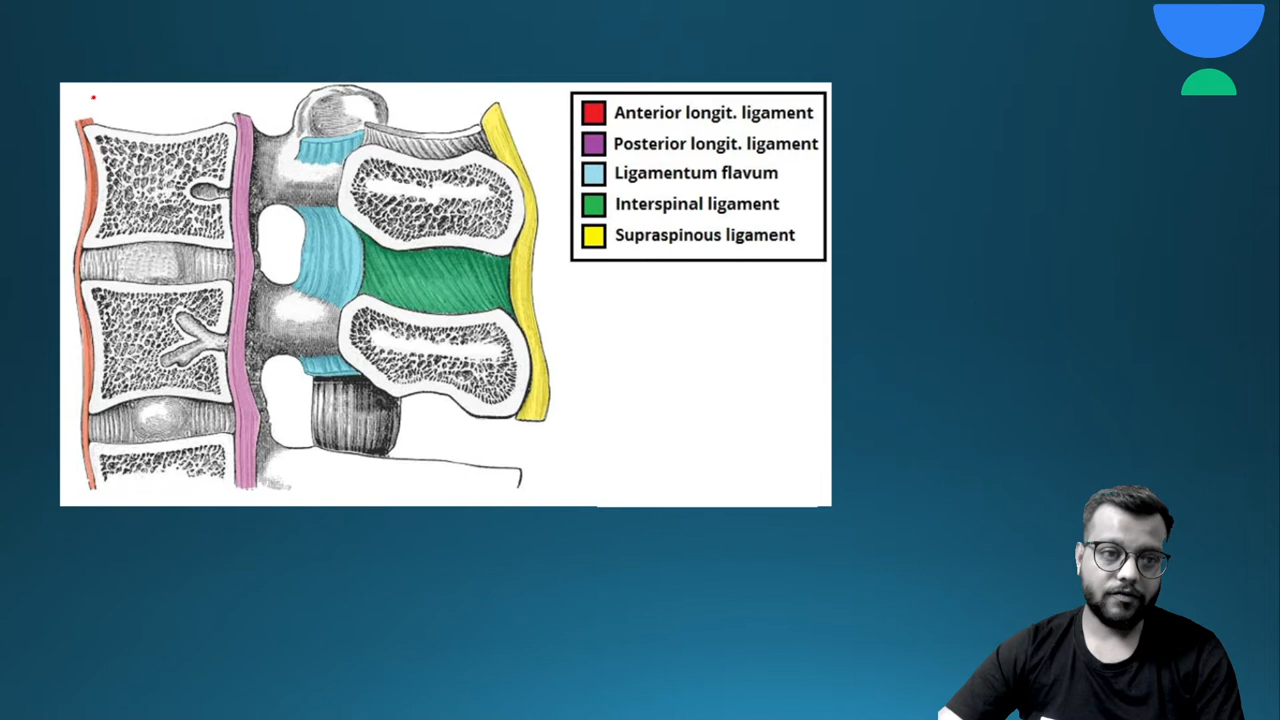 Anterior longit. ligament
Posterior longit. ligament
Ligamentum flavum
Interspinal ligament
Supraspinous ligament